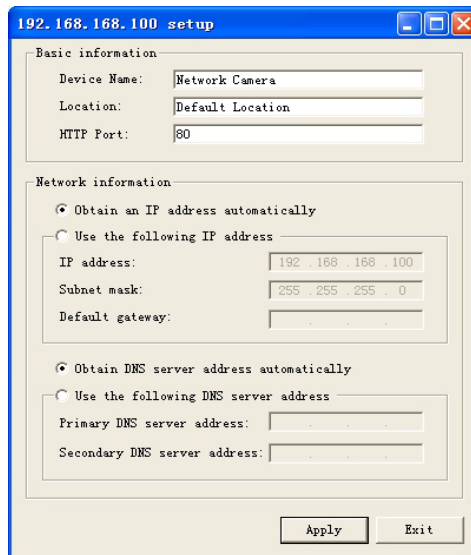 192.168.168.100 setup
Basic information
Device Name: Network Camera
Location: Default Location
HTTP Port: 80
Network information
Obtain an IP address automatically
Use the following IP address
IP address: 192 .168 .168 .100
Subnet mask: 255 .255 .255 . 0
Default gateway: . . .
Obtain DNS server address automatically
Use the following DNS server address
Primary DNS server address: . . .
Secondary DNS server address: . . .
Apply Exit